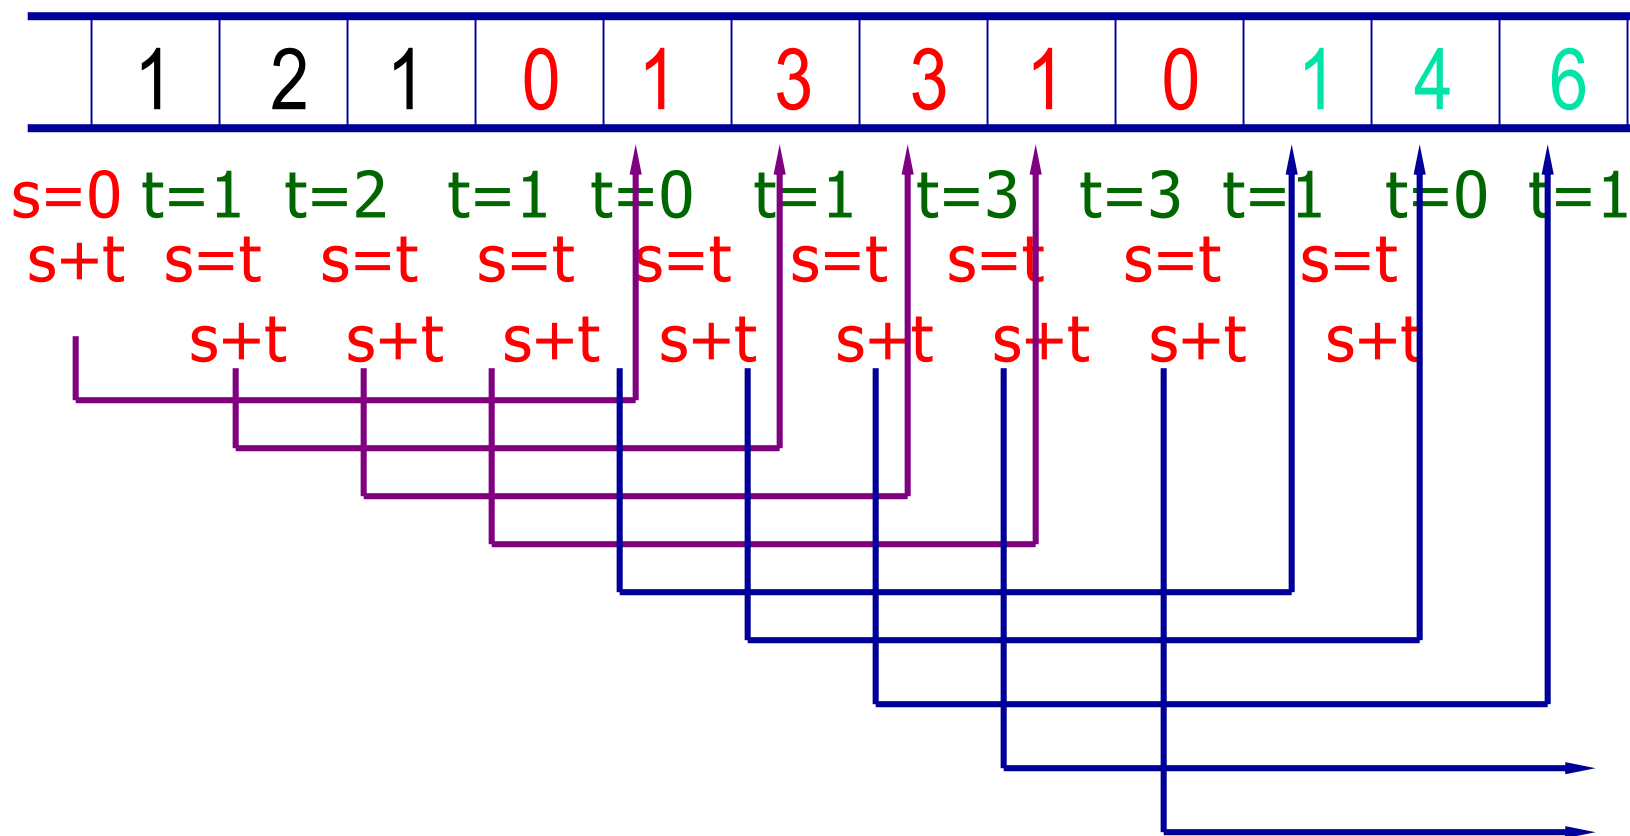 1 2 1 0 1 3 3 1 0 1 4 6
s=0 t=1 t=2 t=1 t=0 t=1 t=3 t=3 t=1 t=0 t=1
s+t s=t s=t s=t s=t s=t s=t s=t s=t
s+t s+t s+t s+t s+t s+t s+t s+t